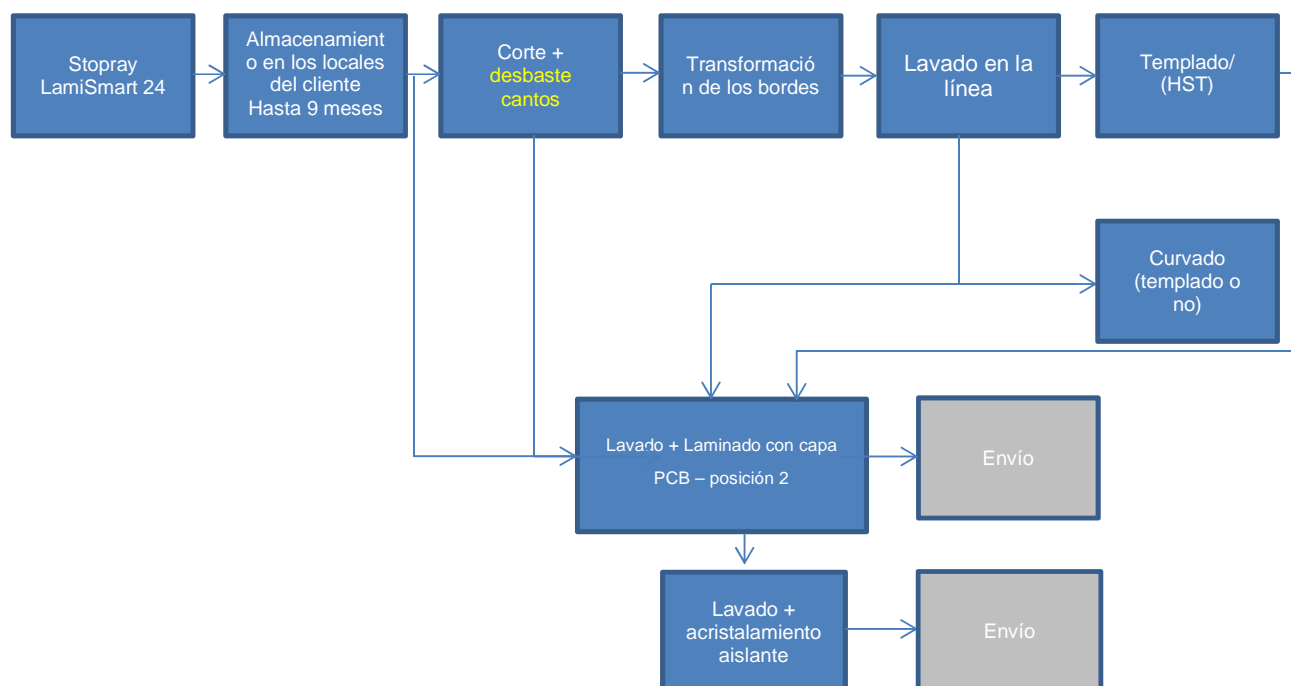 Stopray
LamiSmart 24
Almacenamient
o en los locales
del cliente
Hasta 9 meses
Corte +
desbaste
cantos
Transformació
n de los bordes
Lavado en la
línea
Templado/
(HST)
Curvado
(templado o
no)
Lavado + Laminado con capa
PCB – posición 2
Envío
Lavado +
acristalamiento
aislante
Envío